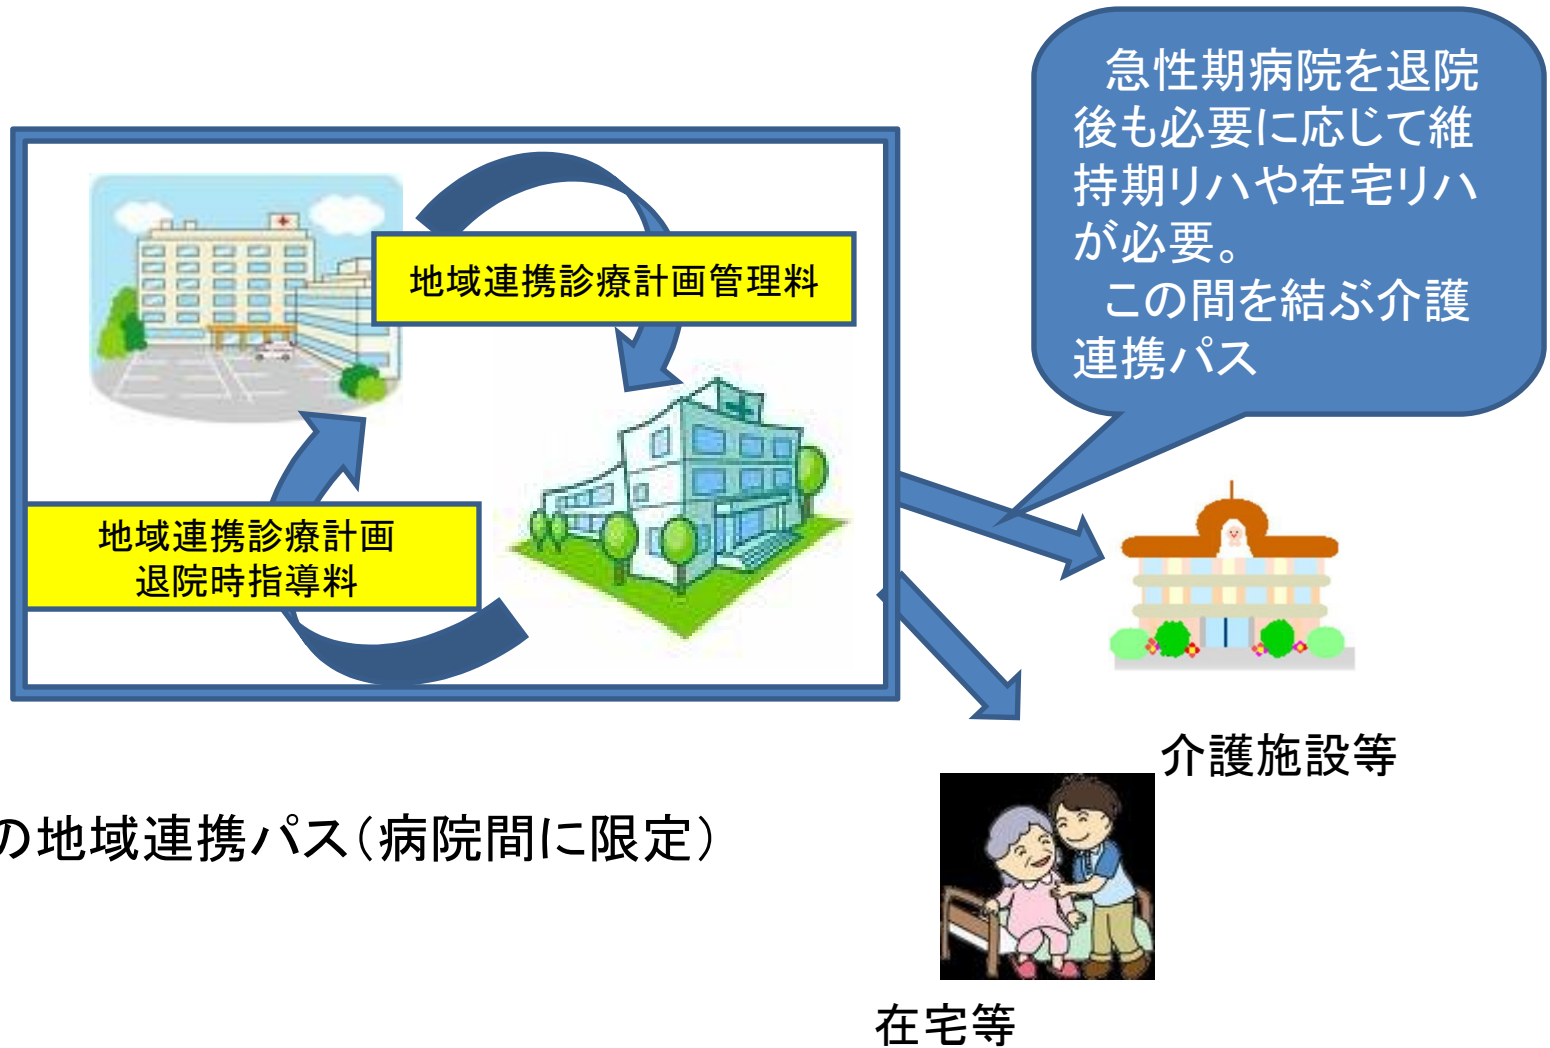 急性期病院を退院
後も必要に応じて維
持期リハや在宅リハ
が必要。
この間を結ぶ介護
連携パス
地域連携診療計画管理料
地域連携診療計画
退院時指導料
介護施設等
の地域連携パス（病院間に限定）
在宅等